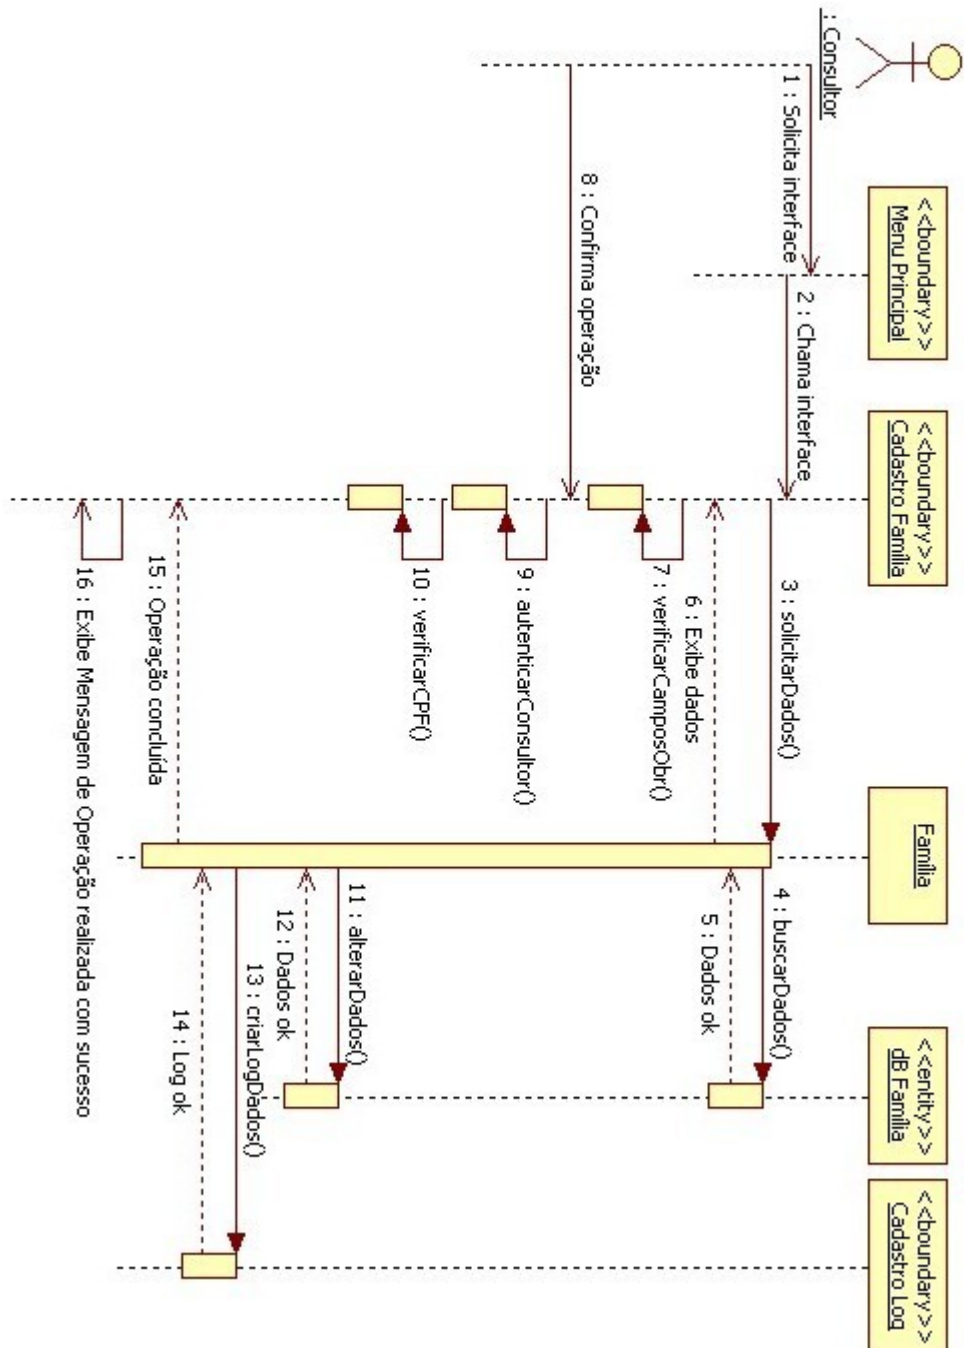 : Consultor
<<boundary>>
Menu Principal
<<boundary>>
Cadastro Família
Família
<<entity>>
dB Família
<<boundary>>
Cadastro Log
1 : Solicita interface
2 : Chama interface
3 : solicitarDados()
4 : buscarDados()
5 : Dados ok
6 : Exibe dados
7 : verificarCamposObr()
8 : Confirma operação
9 : autenticarConsultor()
10 : verificarCPF()
11 : alterarDados()
12 : Dados ok
13 : criarLogDados()
14 : Log ok
15 : Operação concluída
16 : Exibe Mensagem de Operação realizada com sucesso